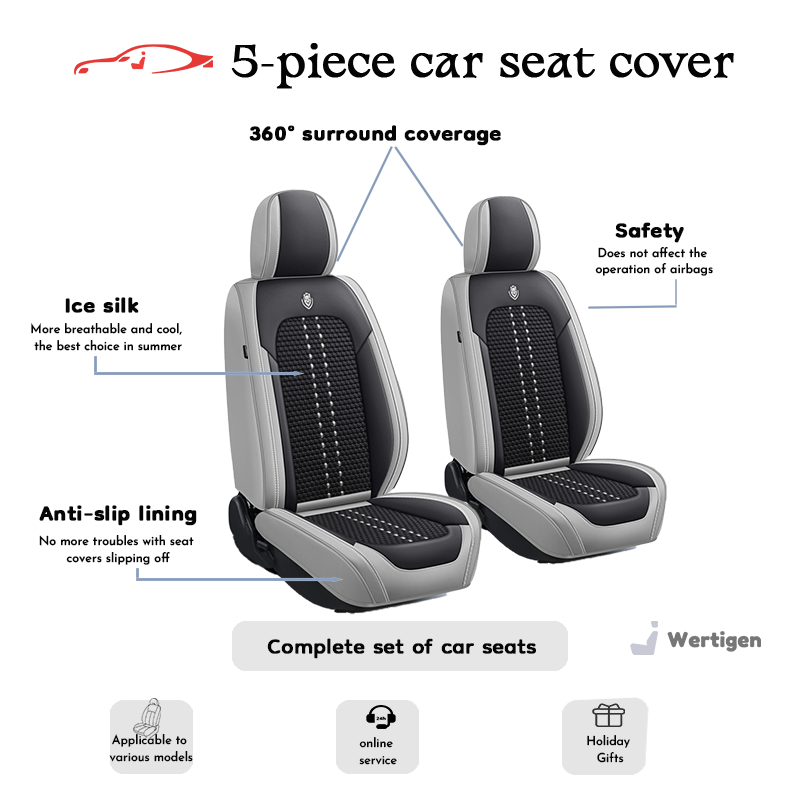 5-piece car seat cover
360° surround coverage
Safety
Does not affect the
operation of airbags
Ice silk
More breathable and cool,
the best choice in summer
Anti-slip lining
No more troubles with seat
covers slipping off
Complete set of car seats
Wertigen
Applicable to
various models
24h
online
service
Holiday
Gifts